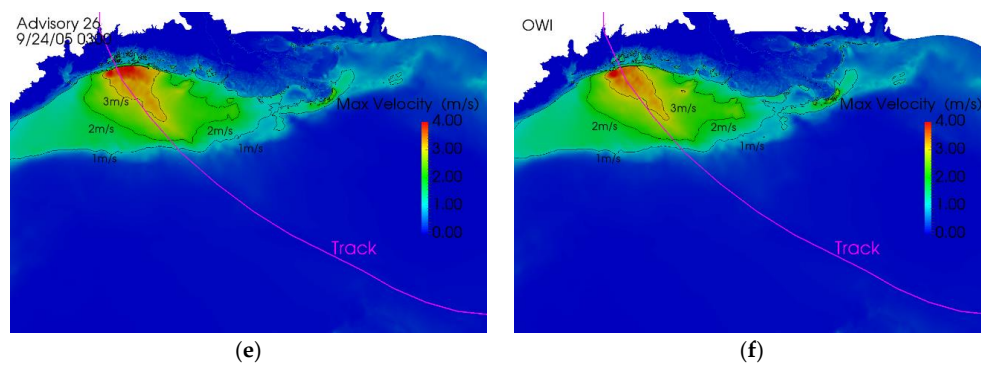 Advisory 26
9/24/05 0300
Max Velocity (m/s)
4.00
3.00
2.00
1.00
0.00
3m/s
2m/s
2m/s
1m/s
1m/s
Track
(e)
OWI
Max Velocity (m/s)
4.00
3.00
2.00
1.00
0.00
3m/s
2m/s
2m/s
1m/s
1m/s
Track
(f)